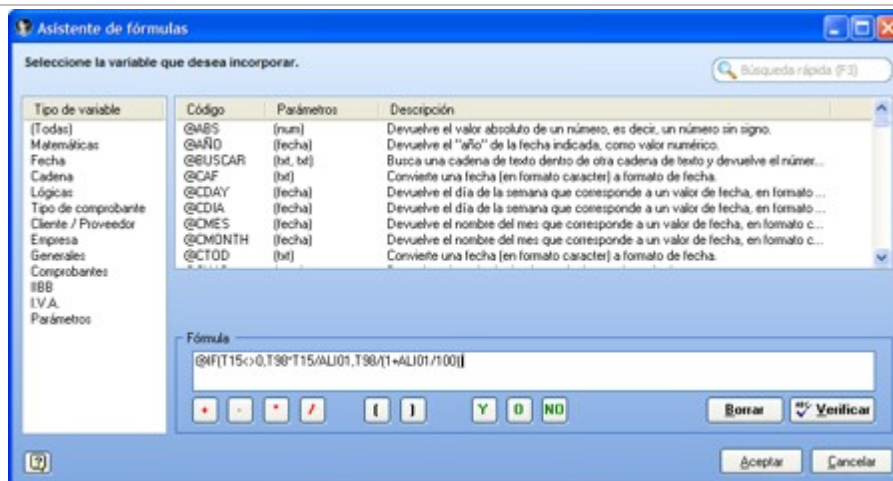 Asistente de fórmulas
Seleccione la variable que desea incorporar.
Búsqueda rápida (F3)
Tipo de variable
(Todas)
Matemáticas
Fecha
Cadena
Lógicas
Tipo de comprobante
Cliente / Proveedor
Empresa
Generales
Comprobantes
IIBB
I.V.A.
Parámetros
Código Parámetros Descripción
@ABS (num) Devuelve el valor absoluto de un número, es decir, un número sin signo.
@AÑO (fecha) Devuelve el "año" de la fecha indicada, como valor numérico.
@BUSCAR (txt, txt) Busca una cadena de texto dentro de otra cadena de texto y devuelve el númer...
@CAF (txt) Convierte una fecha (en formato caracter) a formato de fecha.
@CDAY (fecha) Devuelve el día de la semana que corresponde a un valor de fecha, en formato ...
@CDIA (fecha) Devuelve el día de la semana que corresponde a un valor de fecha, en formato ...
@CMES (fecha) Devuelve el nombre del mes que corresponde a un valor de fecha, en formato c...
@CMONTH (fecha) Devuelve el nombre del mes que corresponde a un valor de fecha, en formato c...
@CTOD (txt) Convierte una fecha (en formato caracter) a formato de fecha.
Fórmula
@IF(T15<>0,T98*T15/ALI01,T98/(1+ALI01/100))
+ - * / ( ) Y O NO Borrar Verificar
Aceptar Cancelar